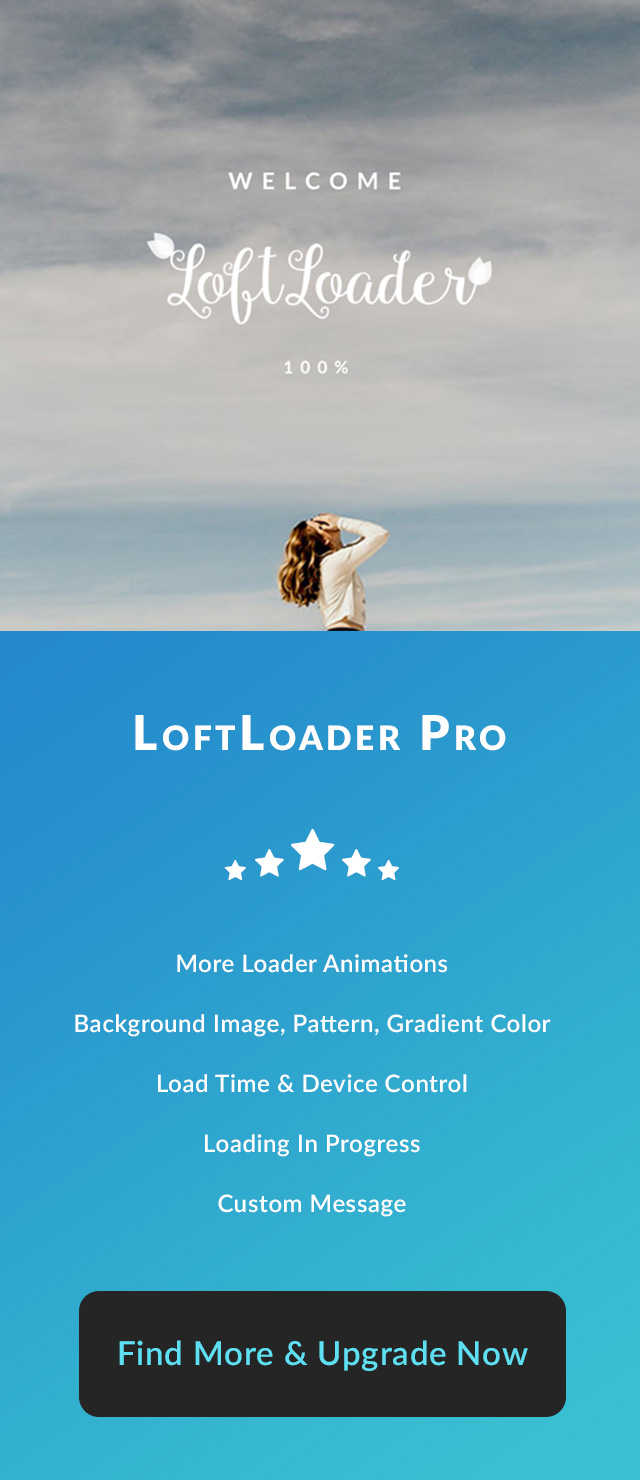 WELCOME
LoftLoader
100%
LoftLoader Pro
More Loader Animations
Background Image, Pattern, Gradient Color
Load Time & Device Control
Loading In Progress
Custom Message
Find More & Upgrade Now